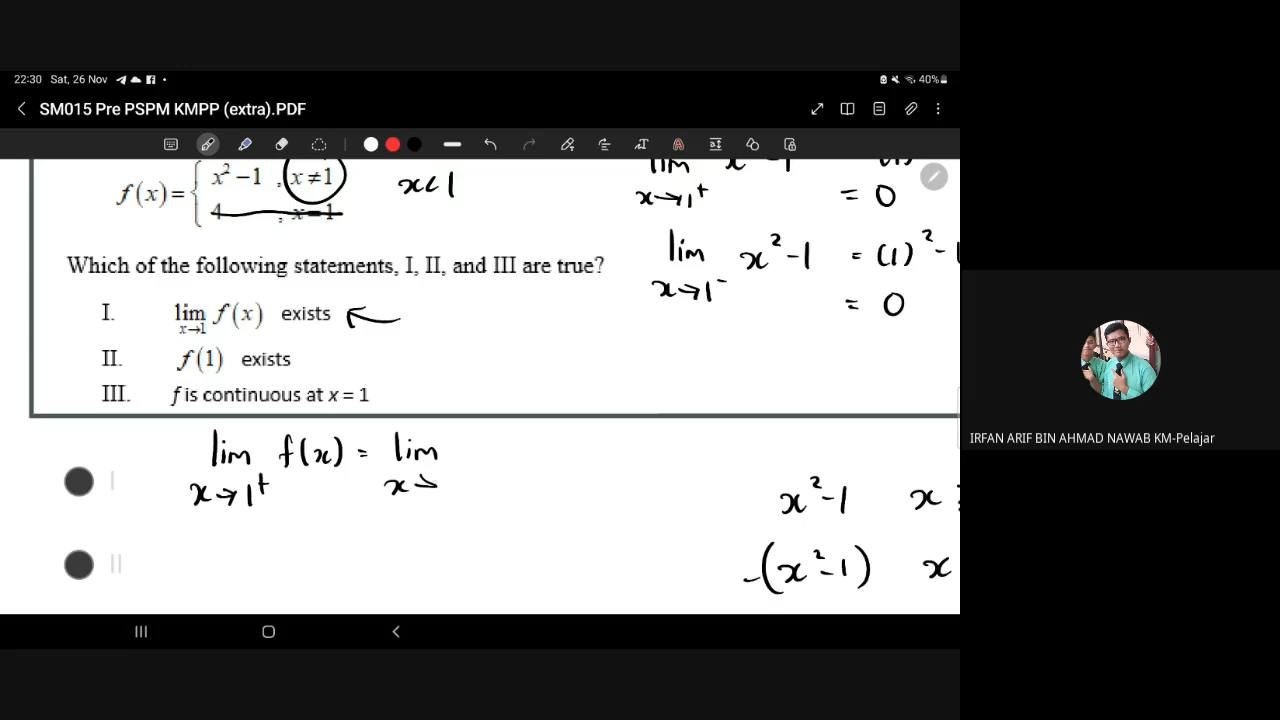 22:30 Sat, 26 Nov 40%
SM015 Pre PSPM KMPP (extra).PDF
f(x) = { x² − 1 , x ≠ 1
4 , x = 1
x < 1
lim x² − 1
x → 1⁺
= 0
lim x² − 1 = (1)² − 1
x → 1⁻
= 0
Which of the following statements, I, II, and III are true?
I. lim x→1 f(x) exists
II. f(1) exists
III. f is continuous at x = 1
lim f(x) = lim
x → 1⁺ x →
I
II
x² − 1 x
−(x² − 1) x
IRFAN ARIF BIN AHMAD NAWAB KM-Pelajar